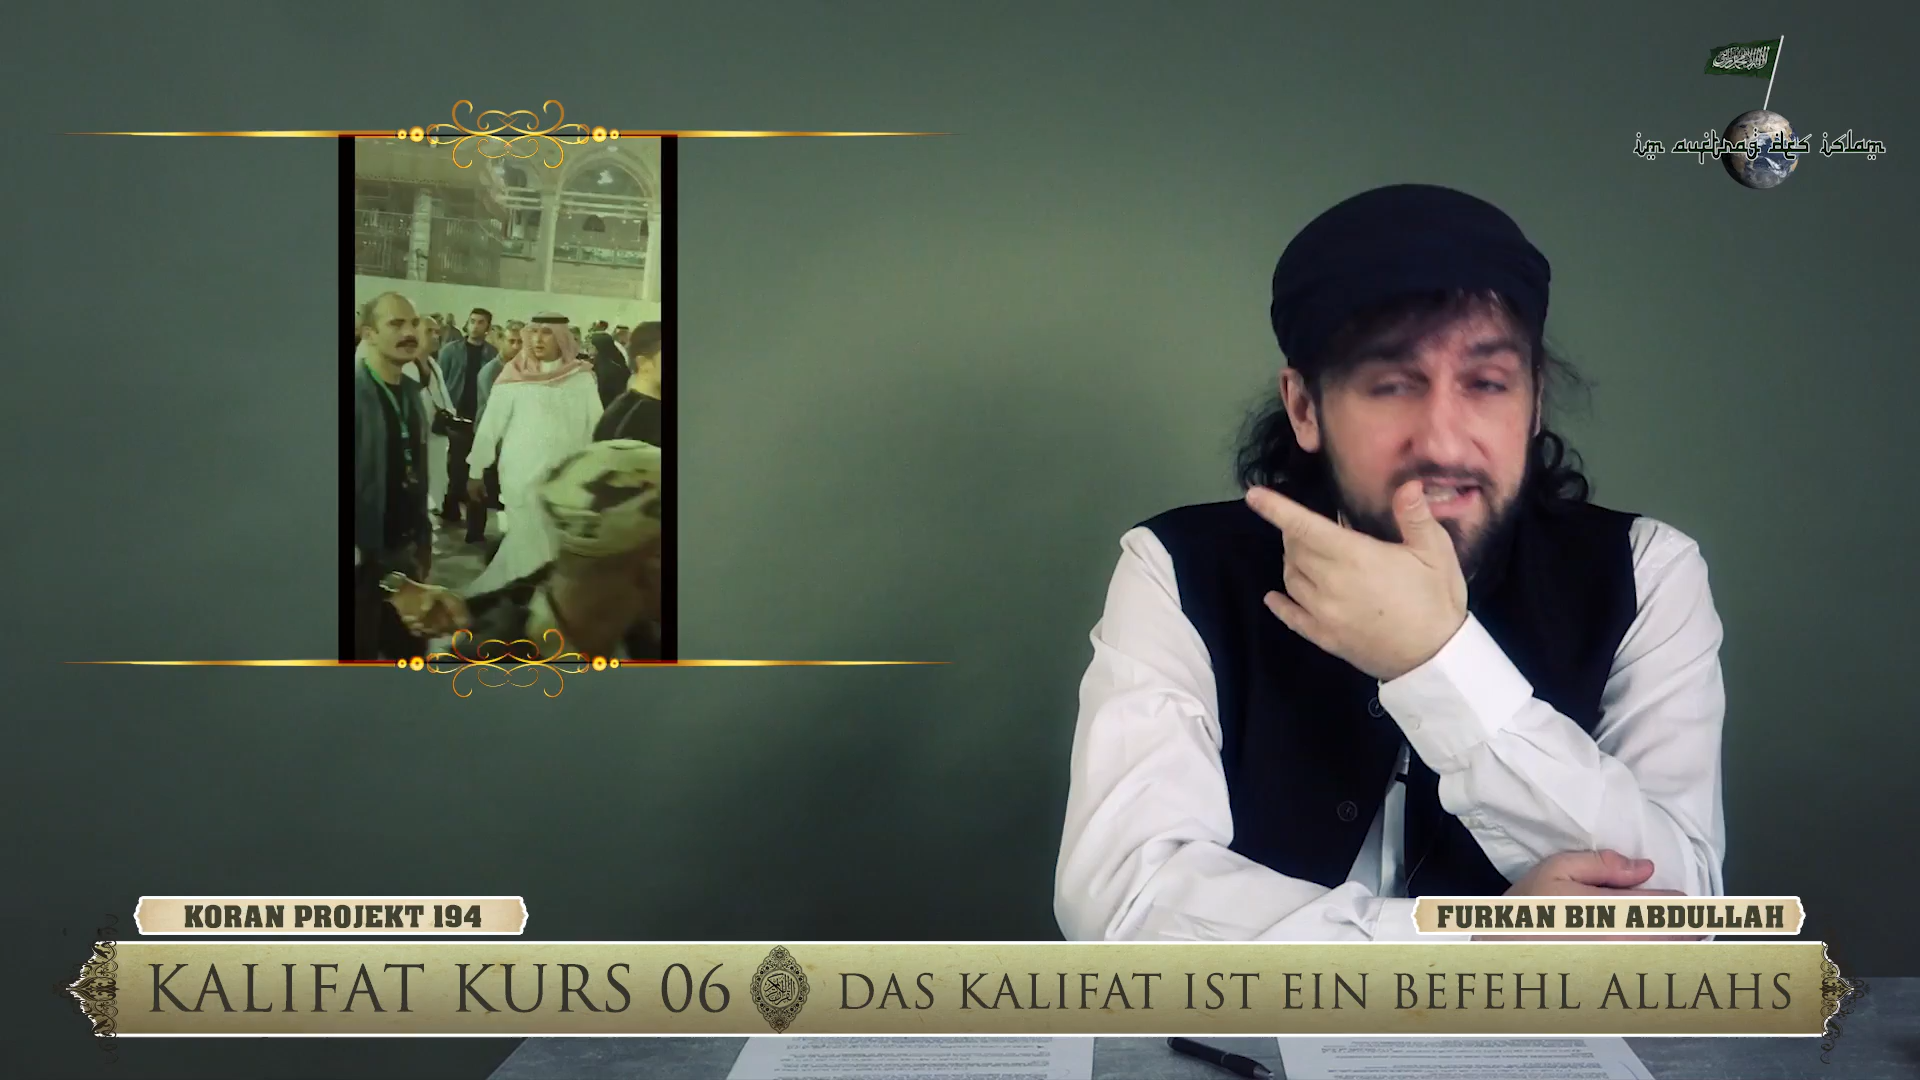 im auftrag des islam
KORAN PROJEKT 194
FURKAN BIN ABDULLAH
KALIFAT KURS 06
DAS KALIFAT IST EIN BEFEHL ALLAHS